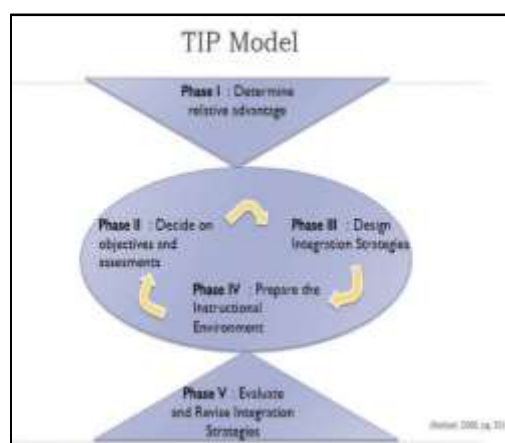 TIP Model
Phase I : Determine
relative advantage
Phase II : Decide on
objectives and
assesments
Phase III : Design
Integration Strategies
Phase IV : Prepare the
Instructional
Environment
Phase V : Evaluate
and Revise Integration
Strategies